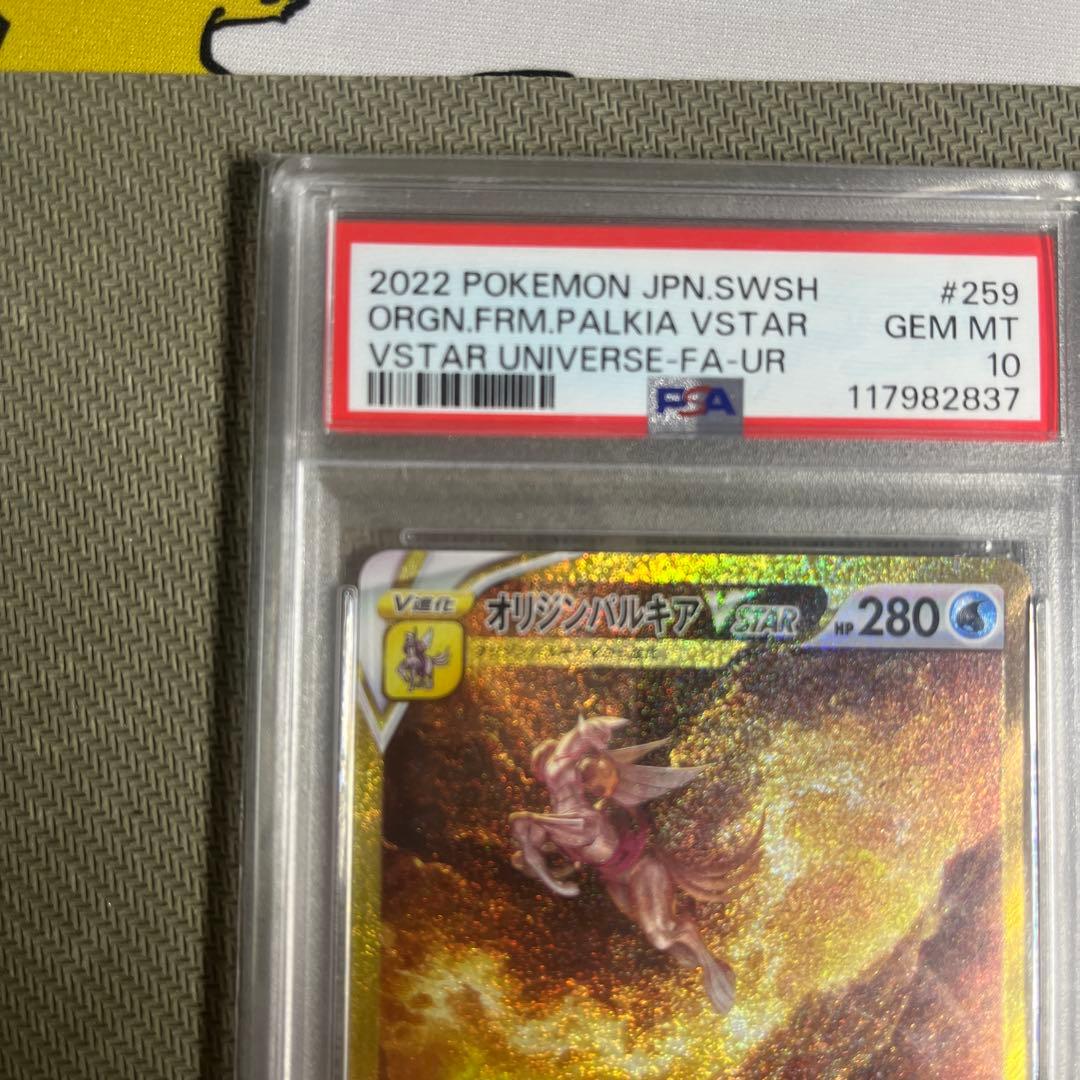 2022 POKEMON JPN.SWSH #259
ORGN.FRM.PALKIA VSTAR GEM MT
VSTAR UNIVERSE-FA-UR 10
PSA 117982837
V進化 オリジンパルキア VSTAR HP 280